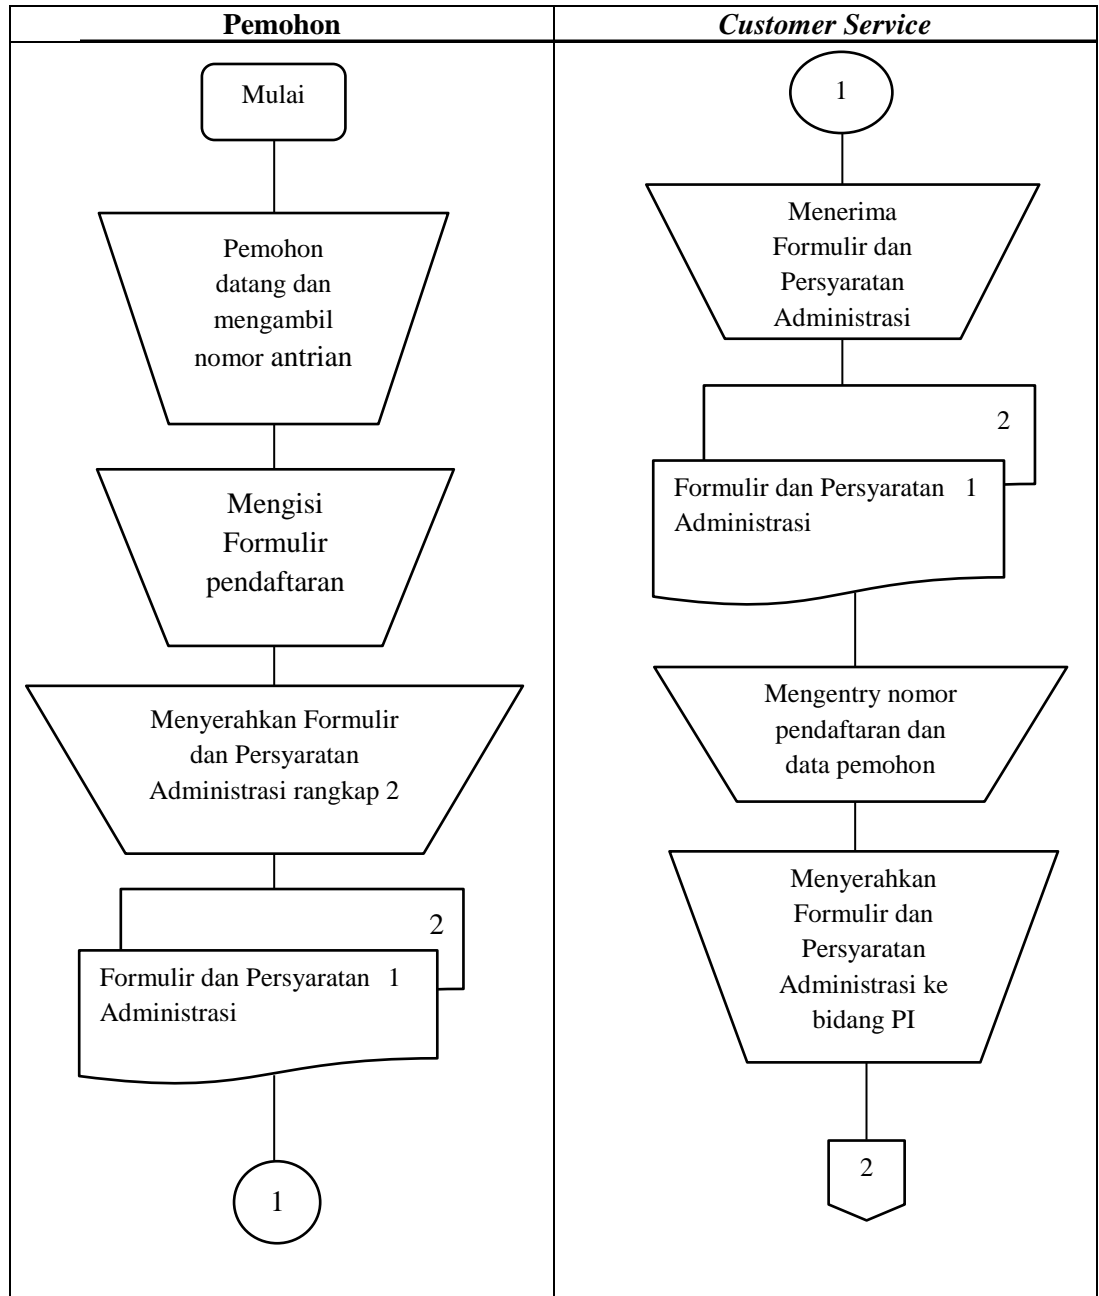 Pemohon
Mulai
Pemohon
datang dan
mengambil
nomor antrian
Mengisi
Formulir
pendaftaran
Menyerahkan Formulir
dan Persyaratan
Administrasi rangkap 2
2
Formulir dan Persyaratan 1
Administrasi
1
Customer Service
1
Menerima
Formulir dan
Persyaratan
Administrasi
2
Formulir dan Persyaratan 1
Administrasi
Mengentry nomor
pendaftaran dan
data pemohon
Menyerahkan
Formulir dan
Persyaratan
Administrasi ke
bidang PI
2